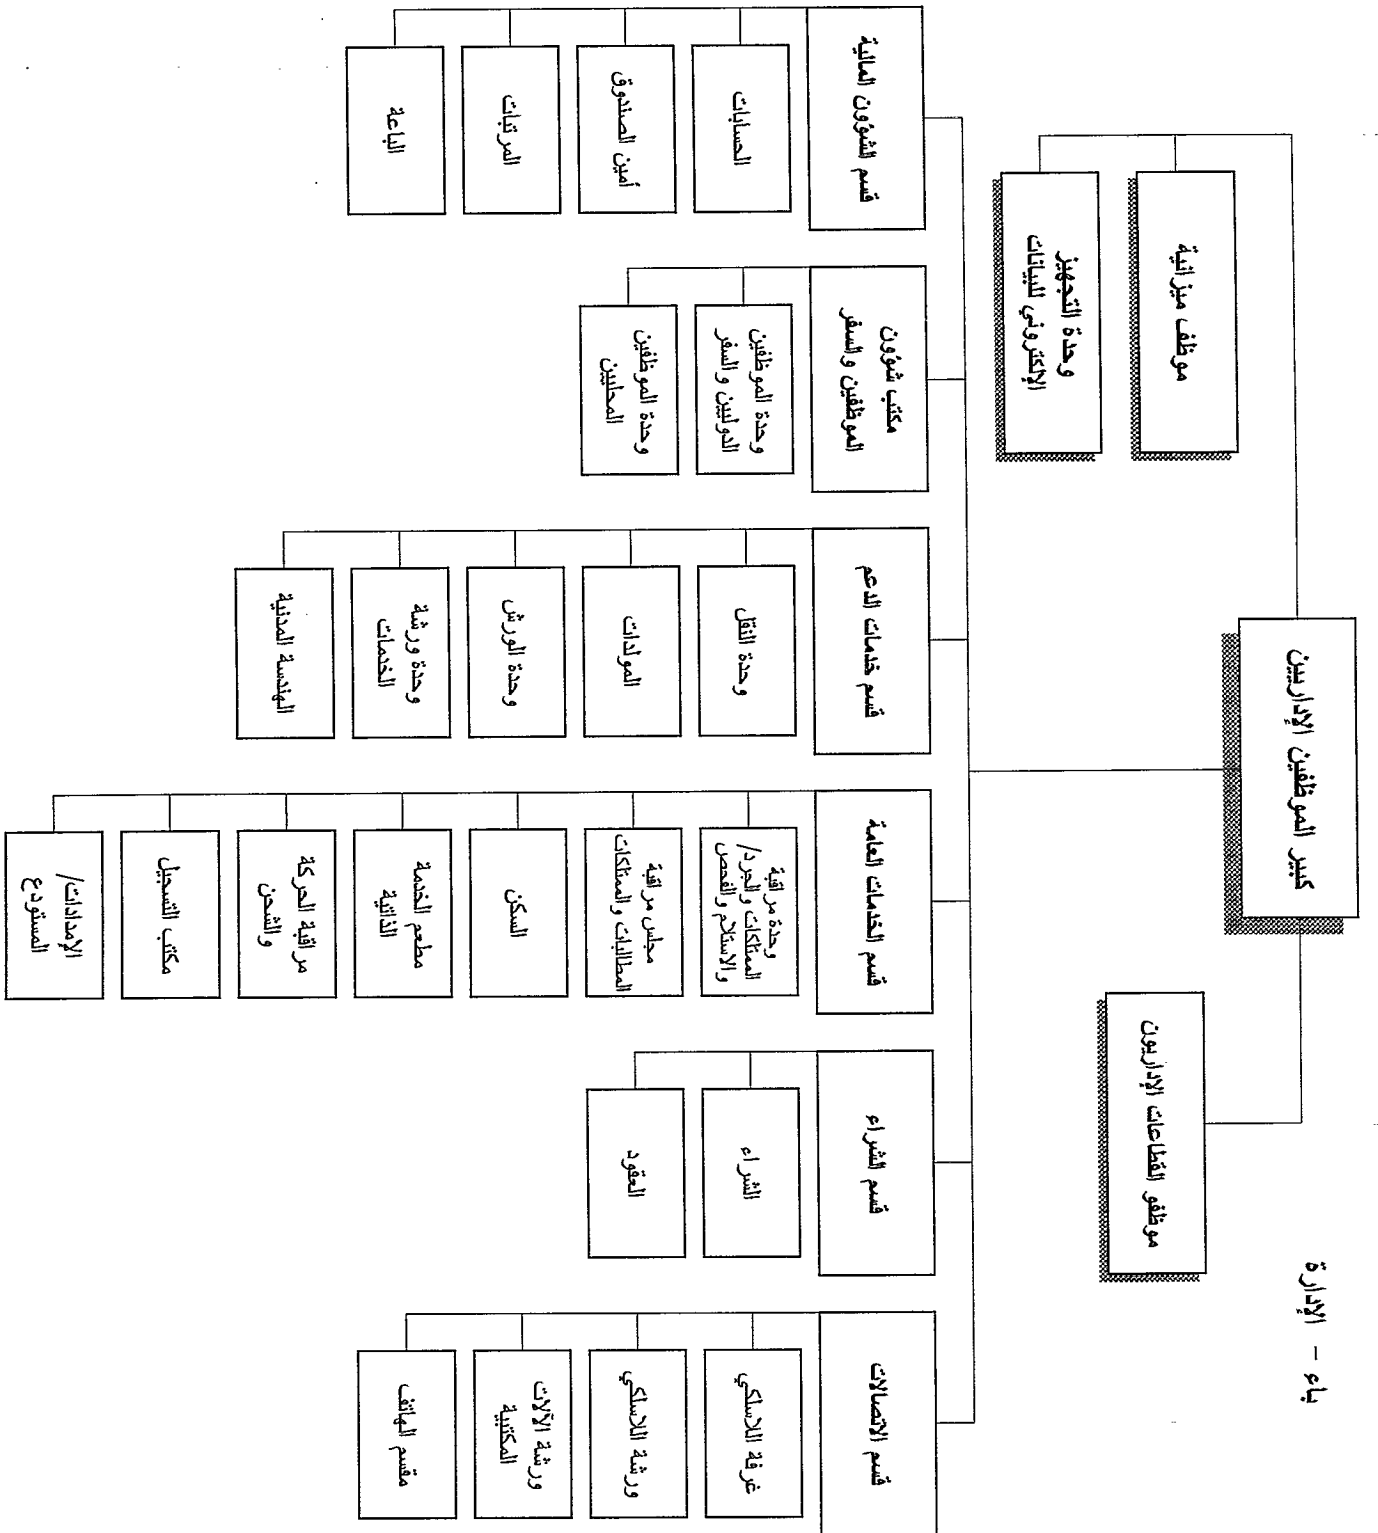 باء - الإدارة
كبير الموظفين الإداريين
موظفو القطاعات الإداريون
موظف ميزانية
وحدة التجهيز
الإلكتروني للبيانات
قسم الاتصالات
غرفة اللاسلكي
ورشة اللاسلكي
ورشة الآلات
المكتبية
مقسم الهاتف
قسم الشراء
الشراء
العقود
قسم الخدمات العامة
وحدة مراقبة
الممتلكات والجرد/
والاستلام والفحص
مجلس مراقبة
المطالبات والممتلكات
السكن
مطعم الخدمة
الذاتية
مراقبة الحركة
والشحن
مكتب التسجيل
الإمدادات/
المستودع
قسم خدمات الدعم
وحدة النقل
المولدات
وحدة الورش
وحدة ورشة
الخدمات
الهندسة المدنية
مكتب شؤون
الموظفين والسفر
وحدة الموظفين
الدوليين والسفر
وحدة الموظفين
المحليين
قسم الشؤون المالية
الحسابات
أمين الصندوق
المرتبات
الباعة